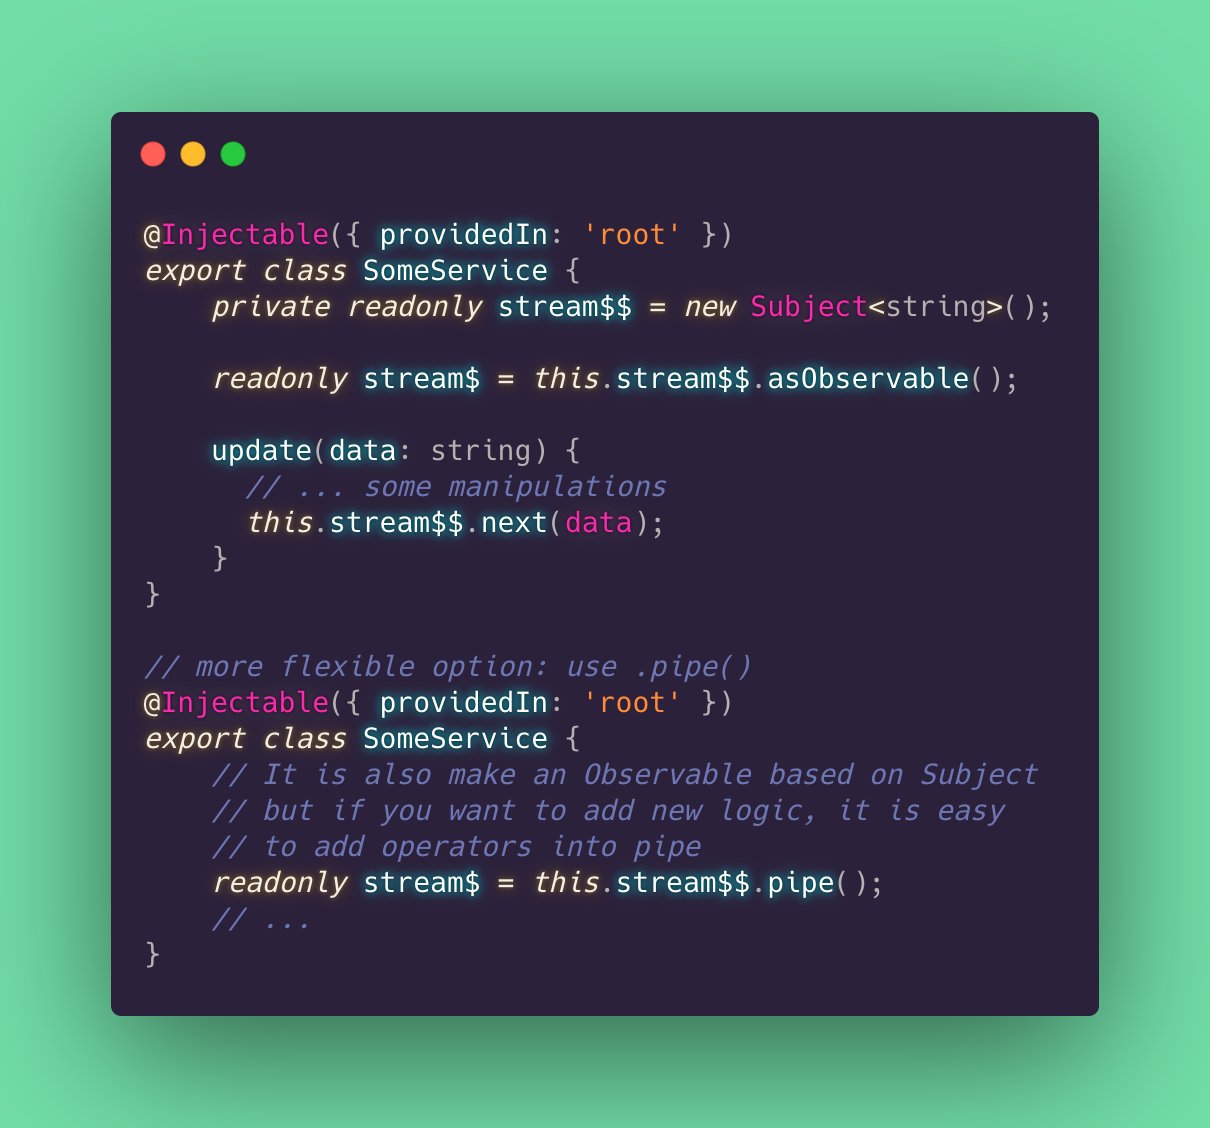 @Injectable({ providedIn: 'root' })
export class SomeService {
    private readonly stream$$ = new Subject<string>();

    readonly stream$ = this.stream$$.asObservable();

    update(data: string) {
      // ... some manipulations
      this.stream$$.next(data);
    }
}

// more flexible option: use .pipe()
@Injectable({ providedIn: 'root' })
export class SomeService {
    // It is also make an Observable based on Subject
    // but if you want to add new logic, it is easy
    // to add operators into pipe
    readonly stream$ = this.stream$$.pipe();
    // ...
}